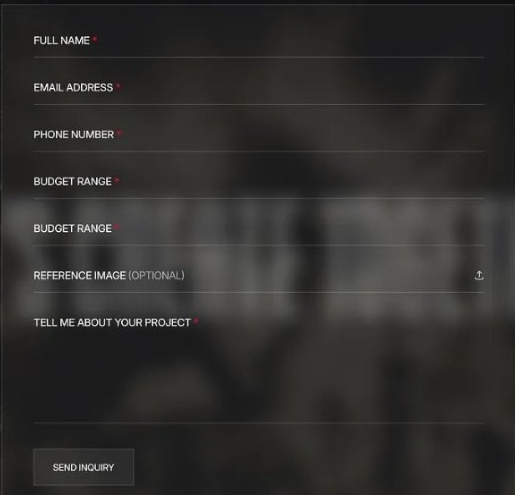 FULL NAME *
EMAIL ADDRESS *
PHONE NUMBER *
BUDGET RANGE *
BUDGET RANGE *
REFERENCE IMAGE (OPTIONAL)
TELL ME ABOUT YOUR PROJECT *
SEND INQUIRY